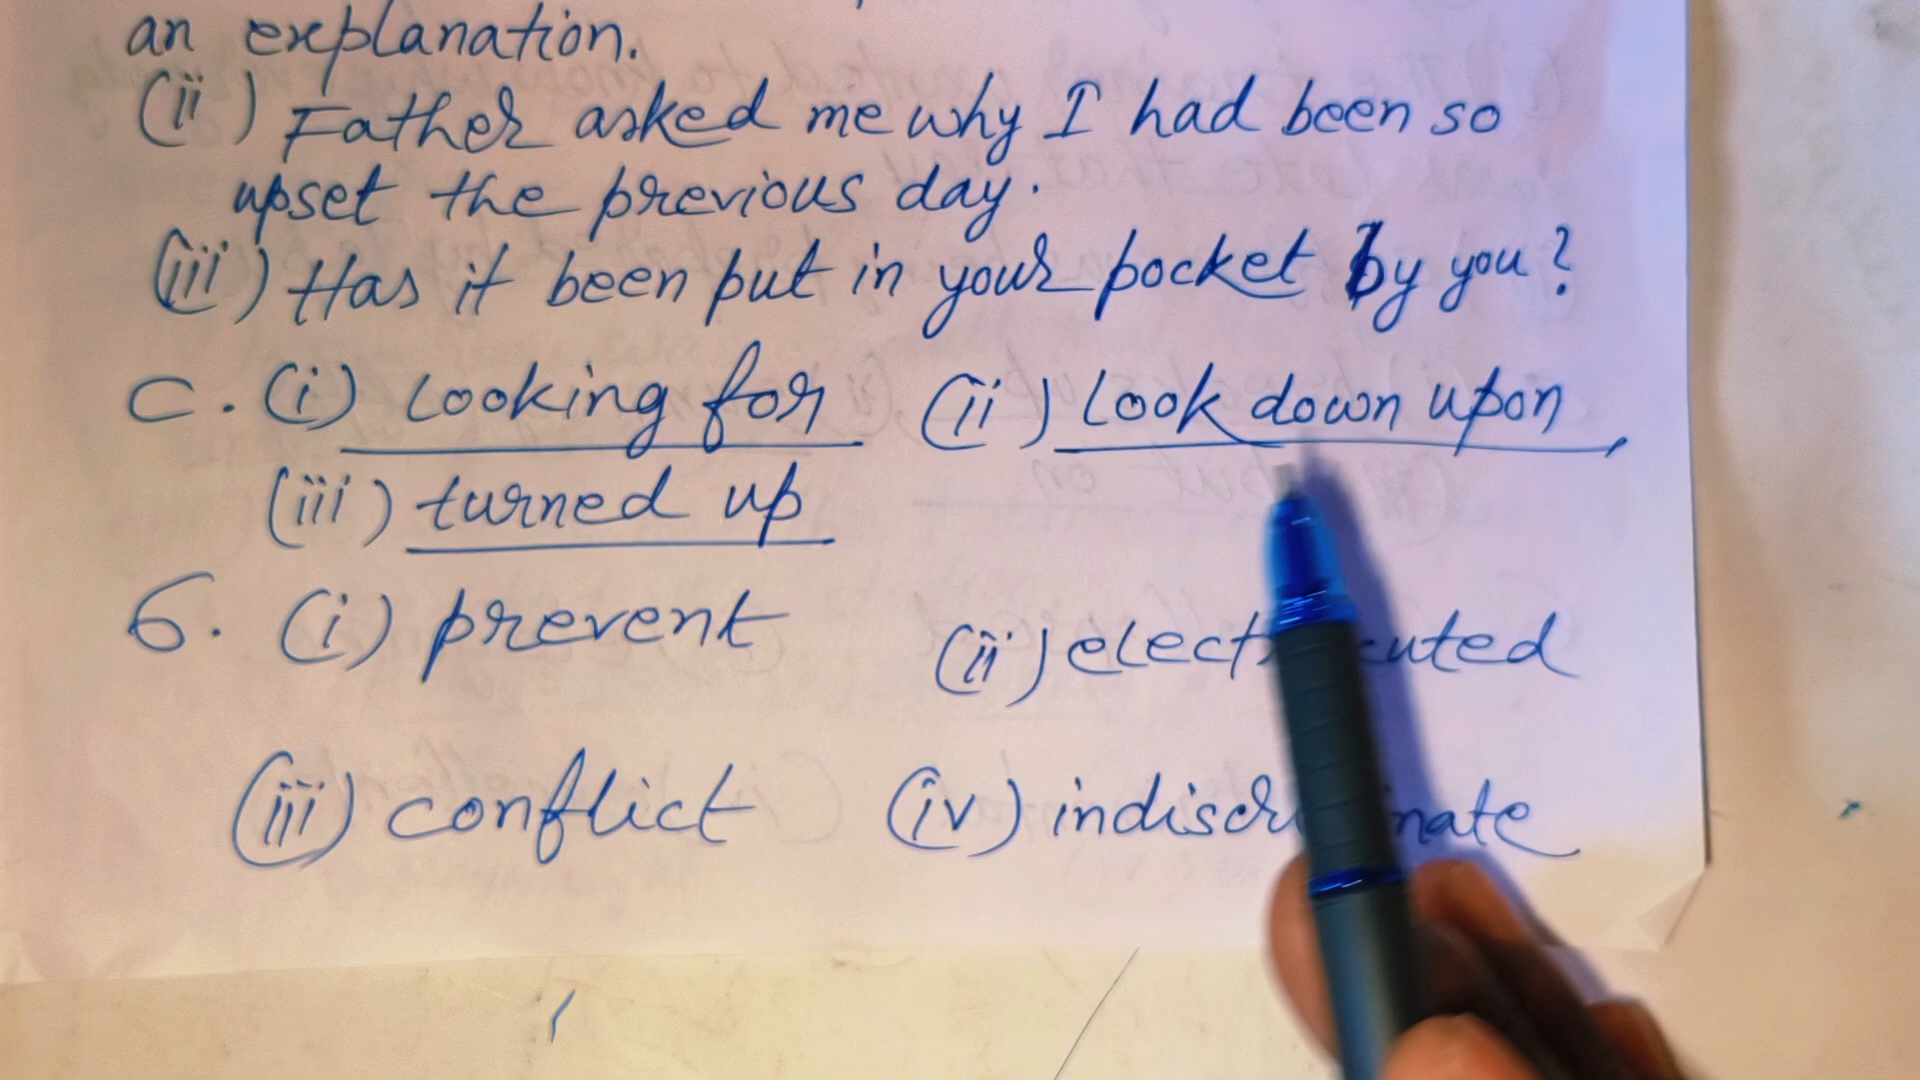 an explanation.
(ii) Father asked me why I had been so
upset the previous day.
(iii) Has it been put in your pocket by you?
C. (i) Looking for (ii) Look down upon,
(iii) turned up
6. (i) prevent (ii)
(iii) conflict (iv)